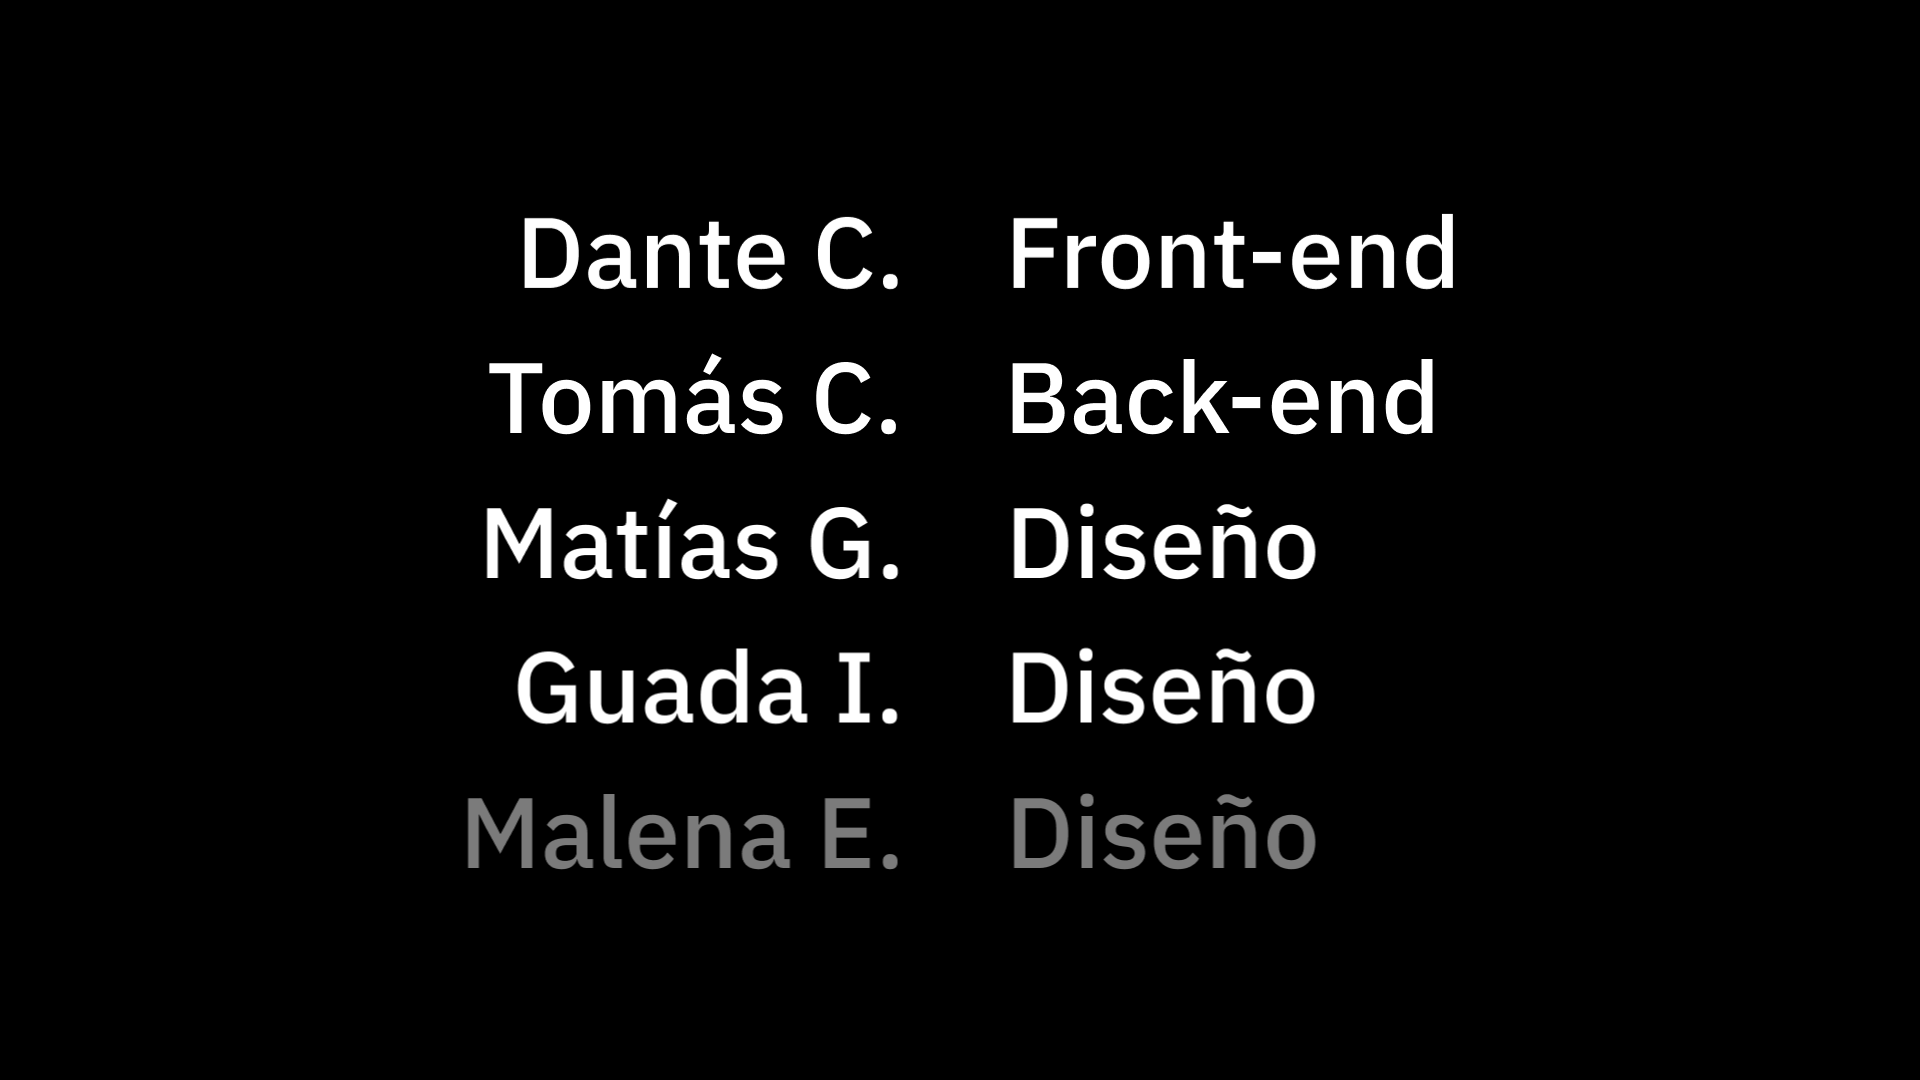 Dante C. Front-end
Tomás C. Back-end
Matías G. Diseño
Guada I. Diseño
Malena E. Diseño